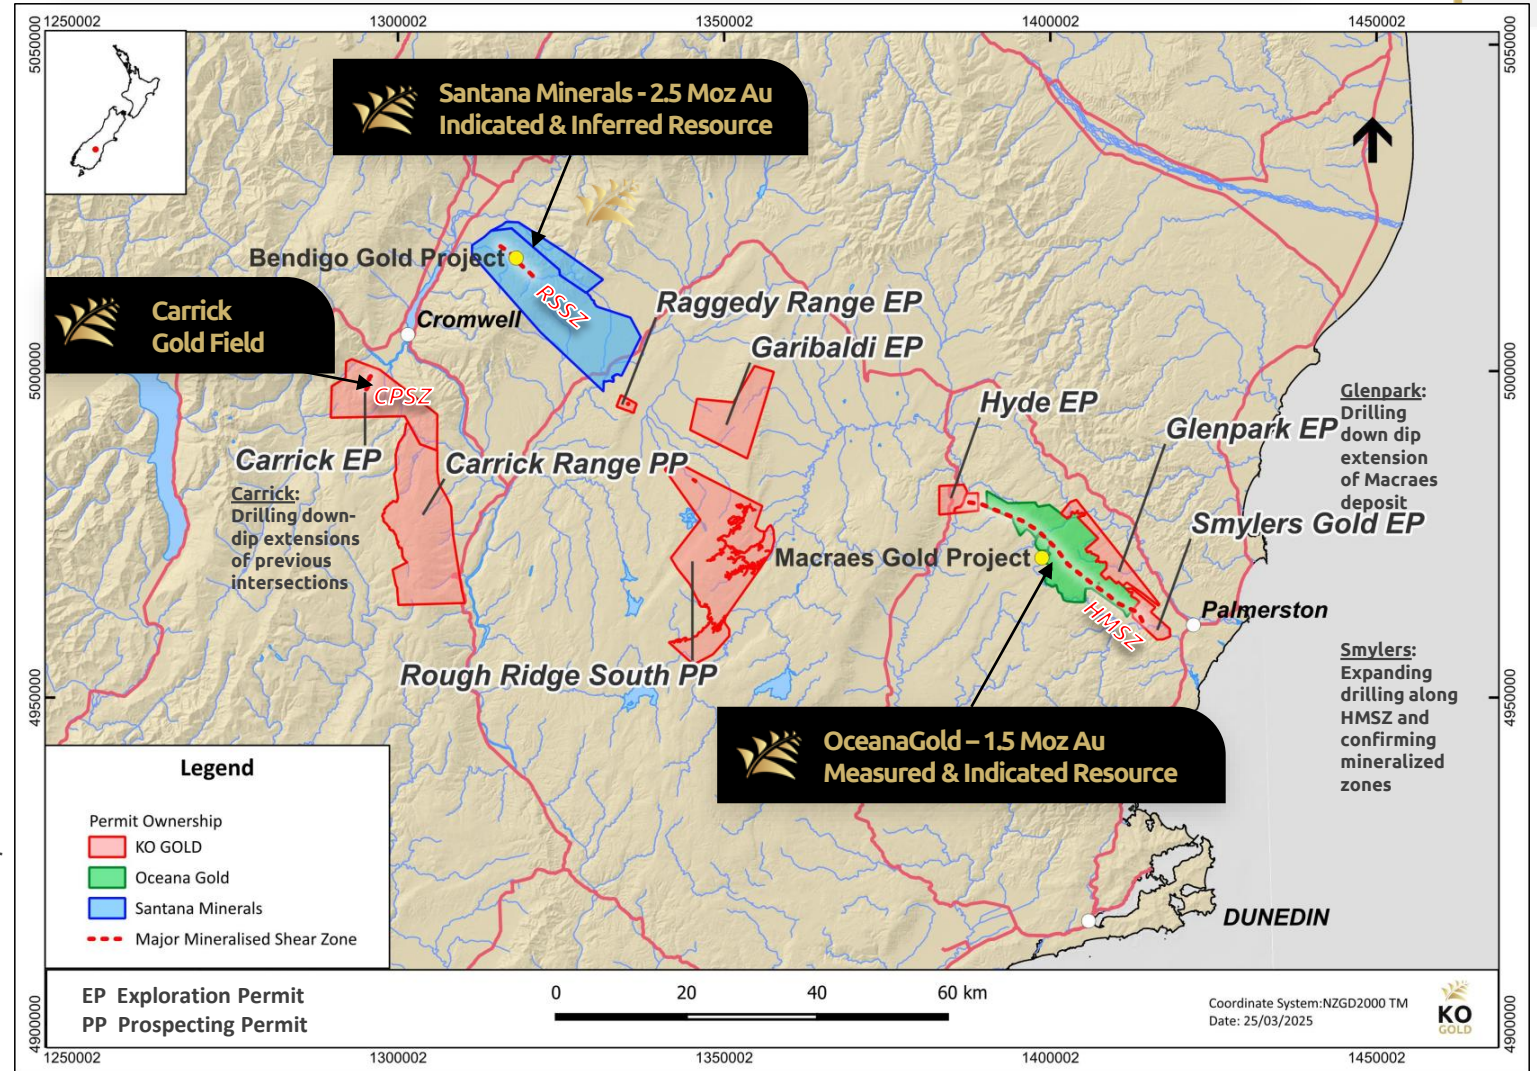 1250002
1300002
1350002
1400002
1450002
5050000
5050000
Santana Minerals - 2.5 Moz Au
Indicated & Inferred Resource
Bendigo Gold Project
RSSZ
Carrick
Gold Field
Cromwell
Raggedy Range EP
Garibaldi EP
5000000
5000000
CPSZ
Hyde EP
Glenpark EP
Glenpark:
Drilling
down dip
extension
of Macraes
deposit
Carrick EP
Carrick Range PP
Carrick:
Drilling down-
dip extensions
of previous
intersections
Smylers Gold EP
Macraes Gold Project
HMSZ
Palmerston
Rough Ridge South PP
Smylers:
Expanding
drilling along
HMSZ and
confirming
mineralized
zones
4950000
4950000
OceanaGold – 1.5 Moz Au
Measured & Indicated Resource
Legend
Permit Ownership
KO GOLD
Oceana Gold
Santana Minerals
Major Mineralised Shear Zone
DUNEDIN
EP Exploration Permit
PP Prospecting Permit
0 20 40 60 km
Coordinate System:NZGD2000 TM
Date: 25/03/2025
KO
GOLD
4900000
4900000
1250002
1300002
1350002
1400002
1450002